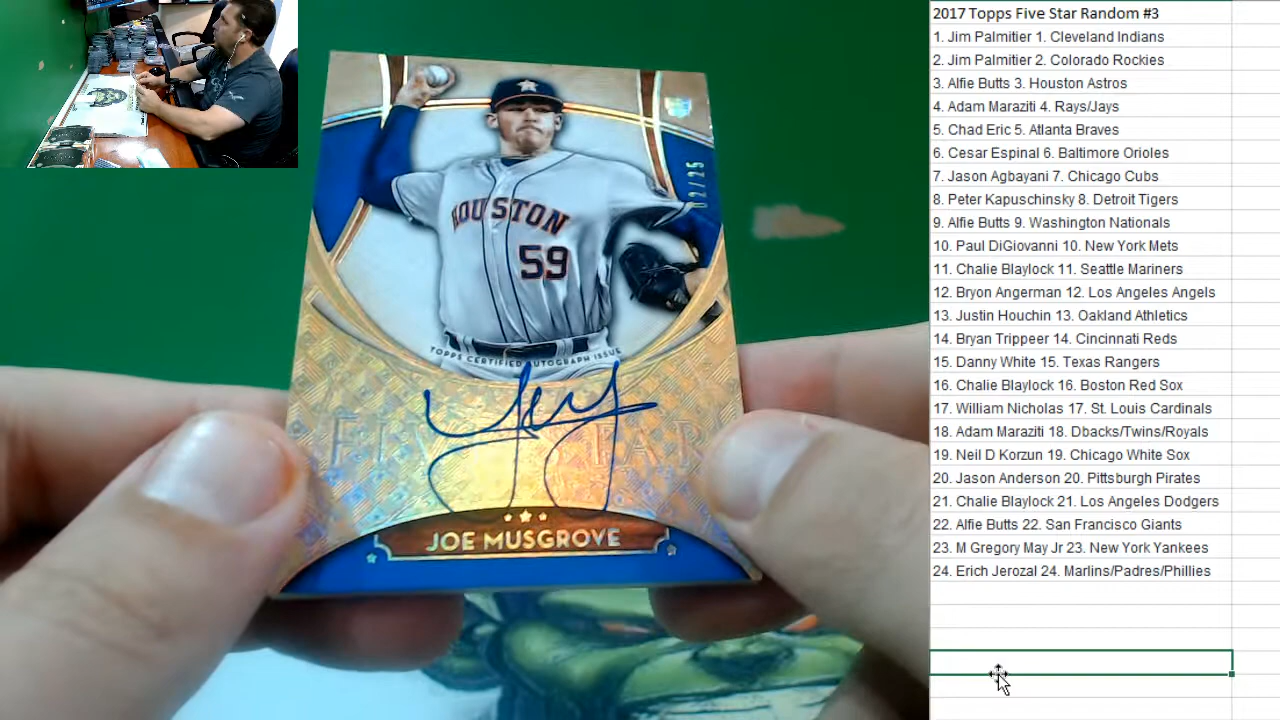 02/25
HOUSTON
59
TOPPS CERTIFIED AUTOGRAPH ISSUE
FIVE STAR
JOE MUSGROVE
2017 Topps Five Star Random #3
1. Jim Palmitier 1. Cleveland Indians
2. Jim Palmitier 2. Colorado Rockies
3. Alfie Butts 3. Houston Astros
4. Adam Maraziti 4. Rays/Jays
5. Chad Eric 5. Atlanta Braves
6. Cesar Espinal 6. Baltimore Orioles
7. Jason Agbayani 7. Chicago Cubs
8. Peter Kapuschinsky 8. Detroit Tigers
9. Alfie Butts 9. Washington Nationals
10. Paul DiGiovanni 10. New York Mets
11. Chalie Blaylock 11. Seattle Mariners
12. Bryon Angerman 12. Los Angeles Angels
13. Justin Houchin 13. Oakland Athletics
14. Bryan Trippeer 14. Cincinnati Reds
15. Danny White 15. Texas Rangers
16. Chalie Blaylock 16. Boston Red Sox
17. William Nicholas 17. St. Louis Cardinals
18. Adam Maraziti 18. Dbacks/Twins/Royals
19. Neil D Korzun 19. Chicago White Sox
20. Jason Anderson 20. Pittsburgh Pirates
21. Chalie Blaylock 21. Los Angeles Dodgers
22. Alfie Butts 22. San Francisco Giants
23. M Gregory May Jr 23. New York Yankees
24. Erich Jerozal 24. Marlins/Padres/Phillies